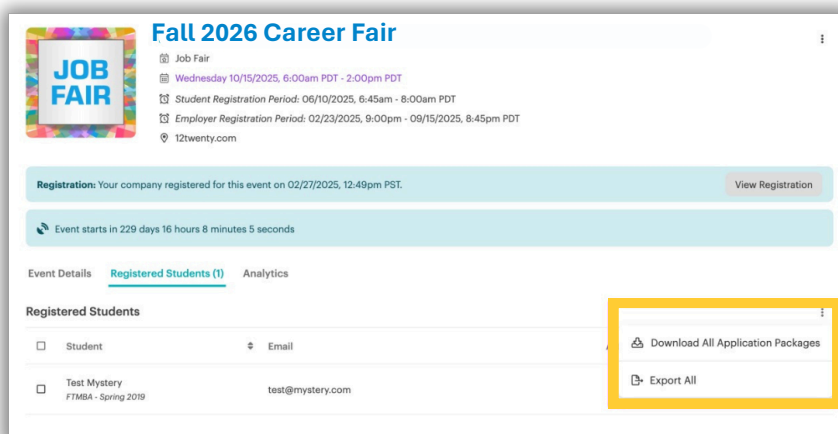 Fall 2026 Career Fair
JOB
FAIR
Job Fair
Wednesday 10/15/2025, 6:00am PDT - 2:00pm PDT
Student Registration Period: 06/10/2025, 6:45am - 8:00am PDT
Employer Registration Period: 02/23/2025, 9:00pm - 09/15/2025, 8:45pm PDT
12twenty.com
Registration: Your company registered for this event on 02/27/2025, 12:49pm PST.
View Registration
Event starts in 229 days 16 hours 8 minutes 5 seconds
Event Details Registered Students (1) Analytics
Registered Students
Student Email
Download All Application Packages
Test Mystery
FTMBA - Spring 2019
test@mystery.com
Export All